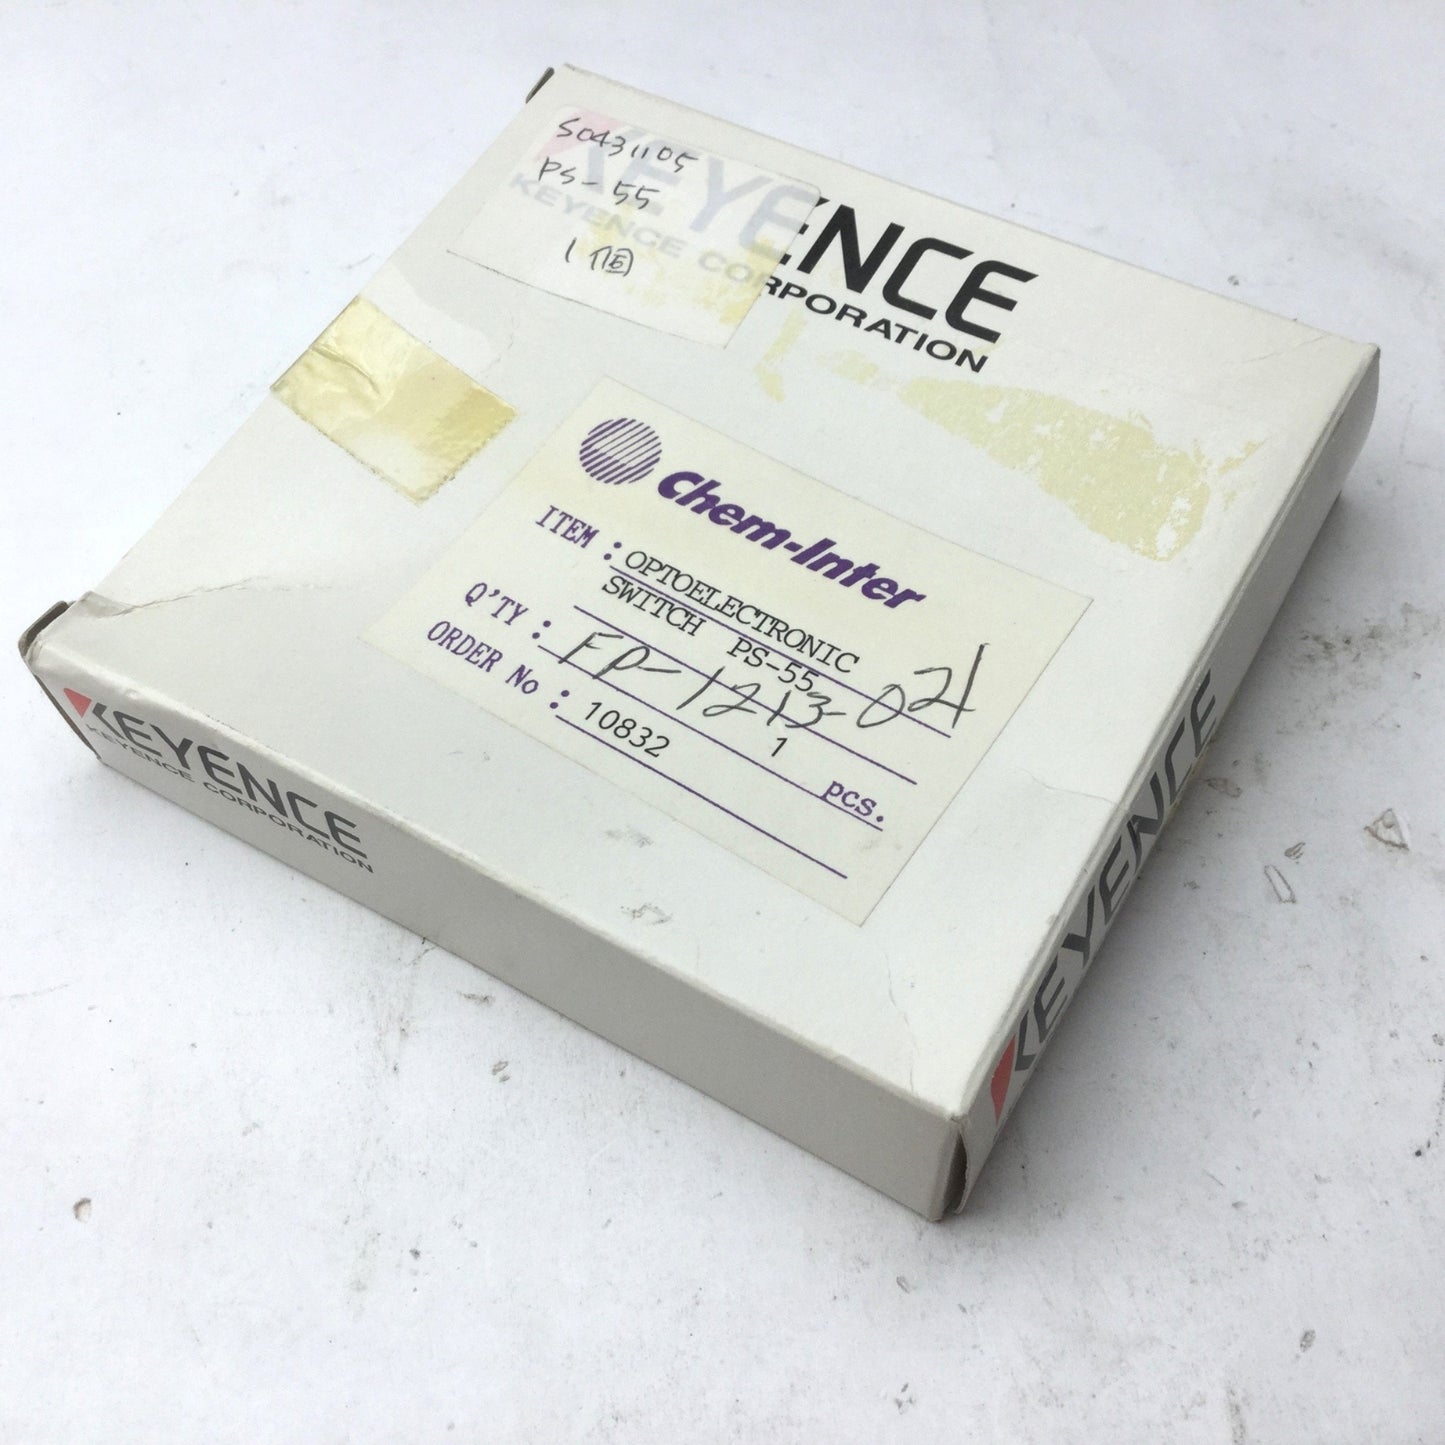 S0431105
PS-55
1個
KEYENCE
KEYENCE CORPORATION
Chem-Inter
ITEM : OPTOELECTRONIC
SWITCH PS-55
FP-1213-021
Q'TY : 1 pcs.
ORDER No : 10832
KEYENCE
KEYENCE CORPORATION
KEYENCE